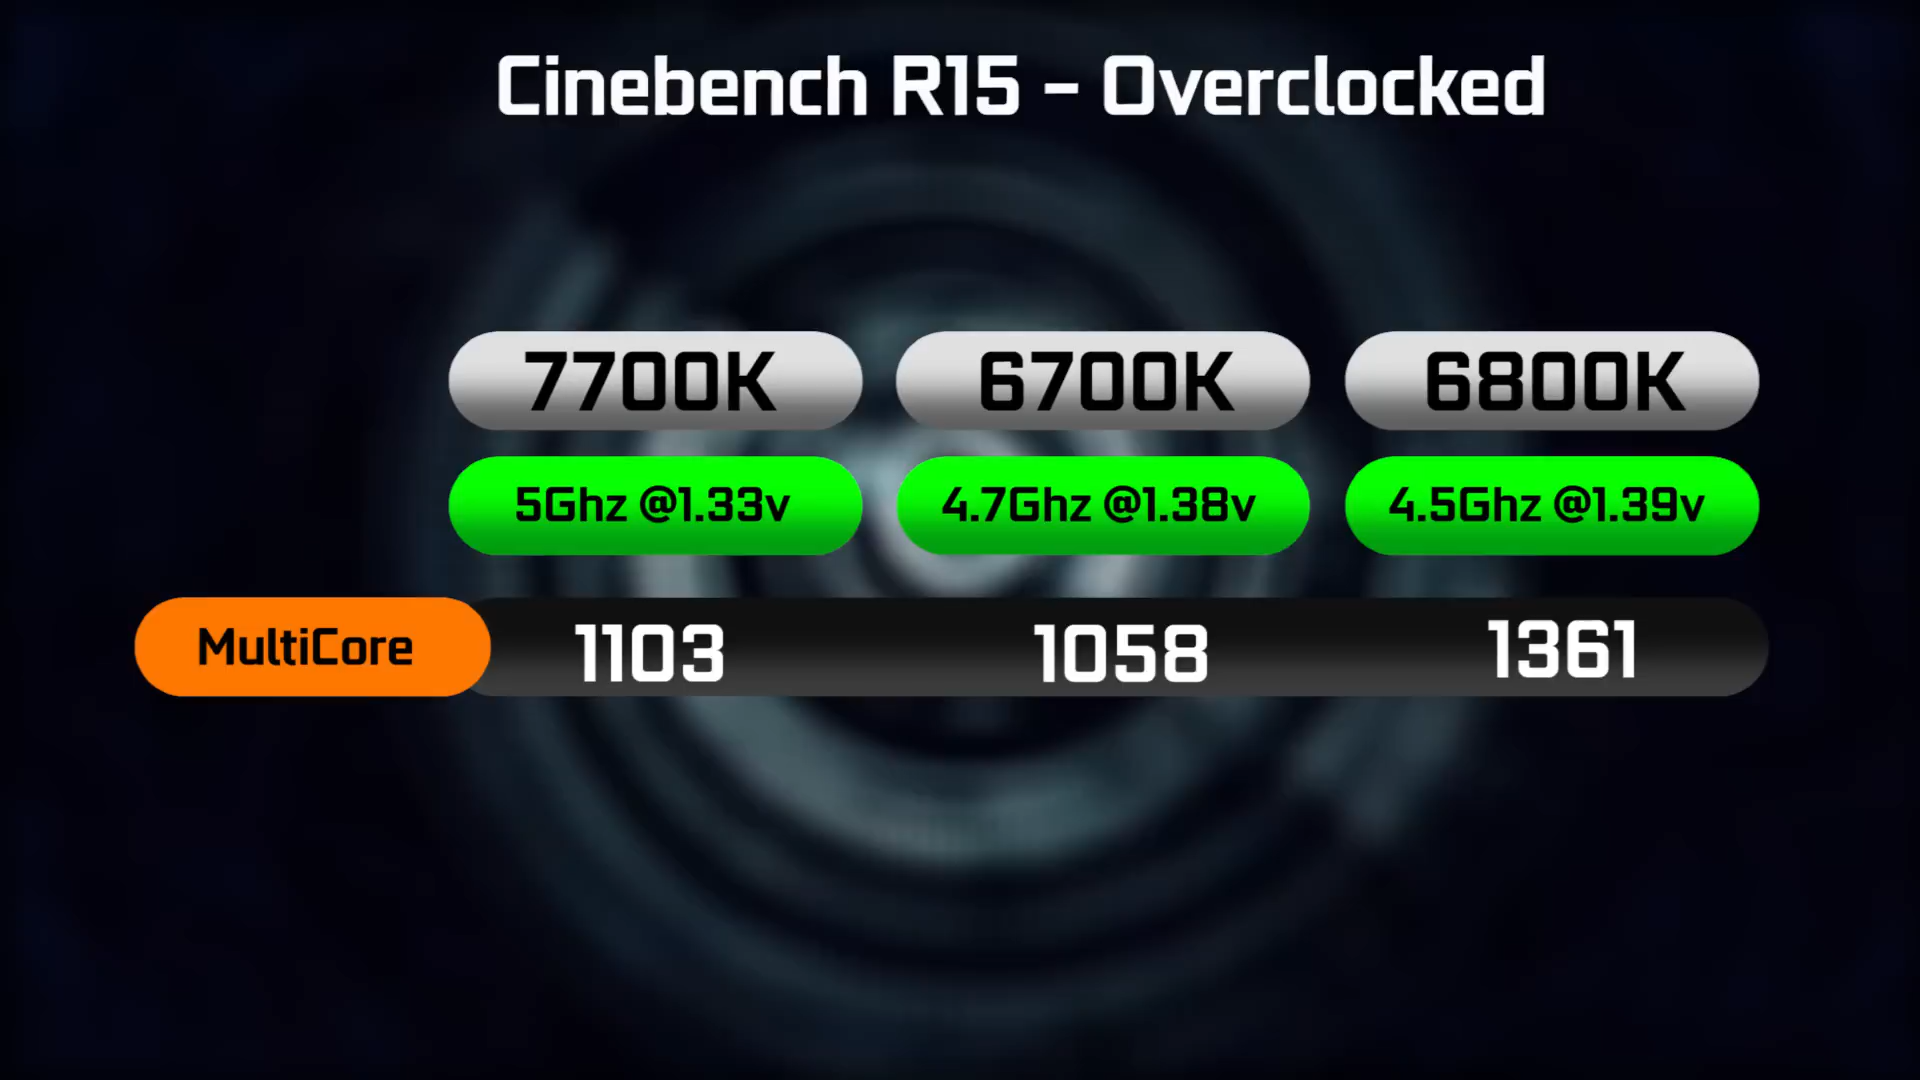 Cinebench R15 - Overclocked
7700K 6700K 6800K
5Ghz @1.33v 4.7Ghz @1.38v 4.5Ghz @1.39v
MultiCore 1103 1058 1361